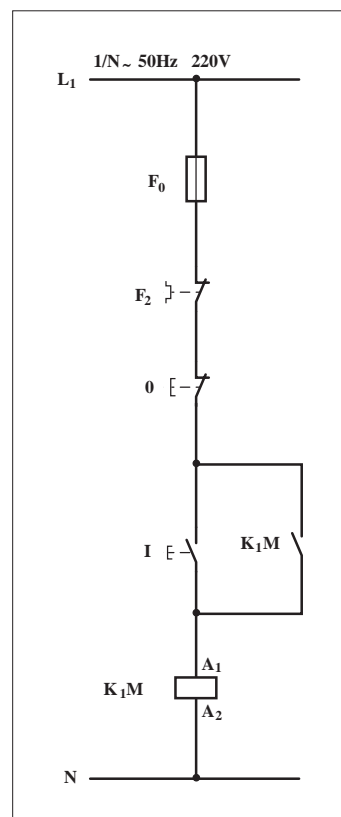 1/N~ 50Hz 220V
L₁
F₀
F₂
0
I K₁M
A₁
K₁M
A₂
N